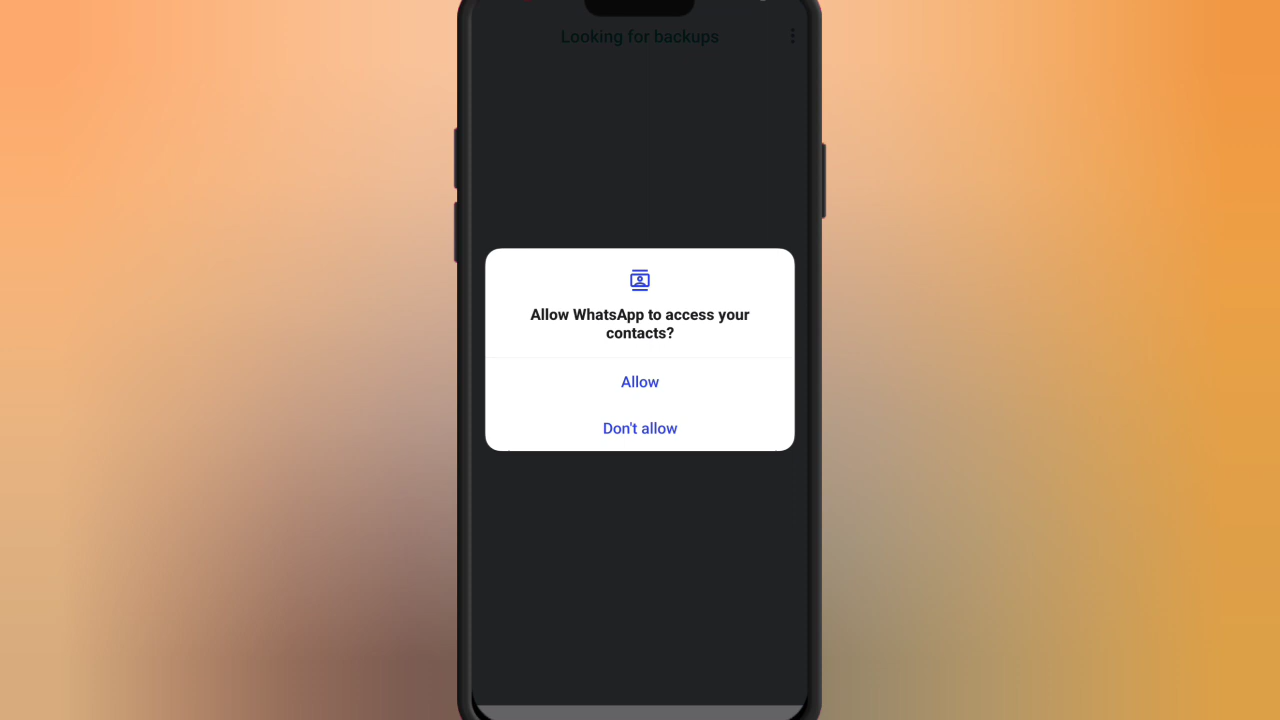 Looking for backups
Allow WhatsApp to access your
contacts?
Allow
Don't allow